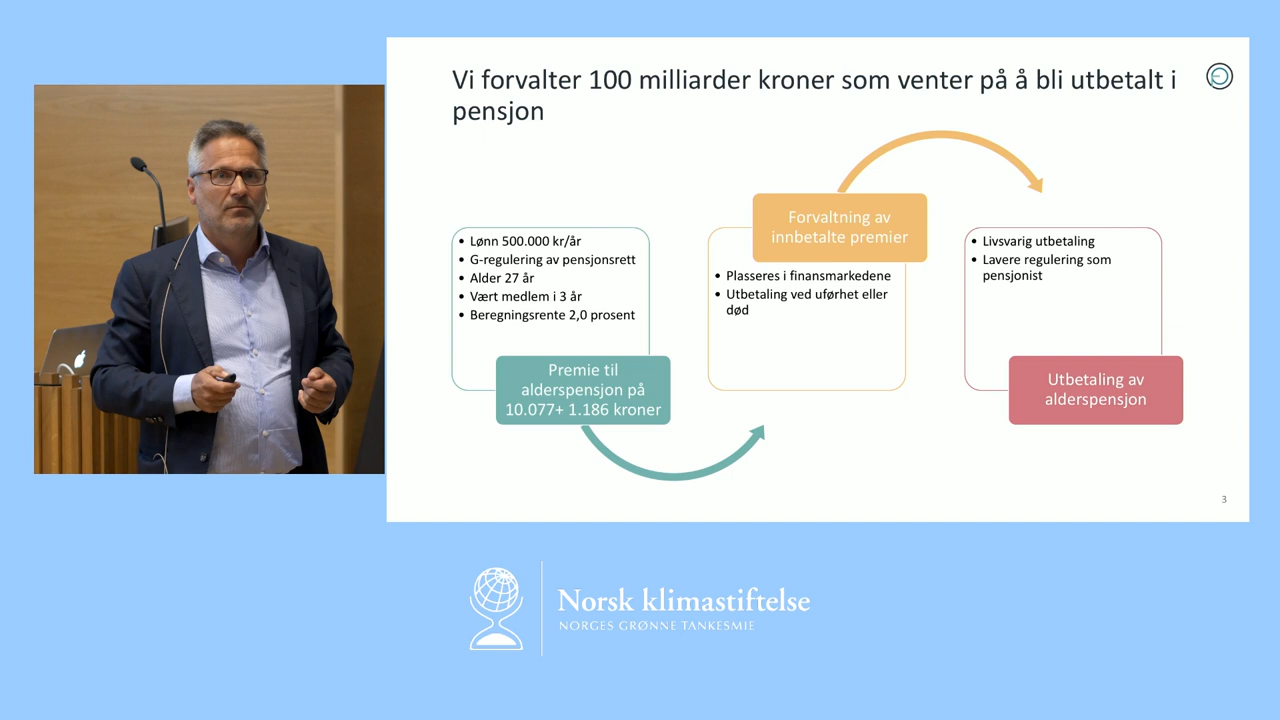 Vi forvalter 100 milliarder kroner som venter på å bli utbetalt i
pensjon
• Lønn 500.000 kr/år
• G-regulering av pensjonsrett
• Alder 27 år
• Vært medlem i 3 år
• Beregningsrente 2,0 prosent
Premie til
alderspensjon på
10.077+ 1.186 kroner
Forvaltning av
innbetalte premier
• Plasseres i finansmarkedene
• Utbetaling ved uførhet eller
død
• Livsvarig utbetaling
• Lavere regulering som
pensjonist
Utbetaling av
alderspensjon
3
Norsk klimastiftelse
NORGES GRØNNE TANKESMIE